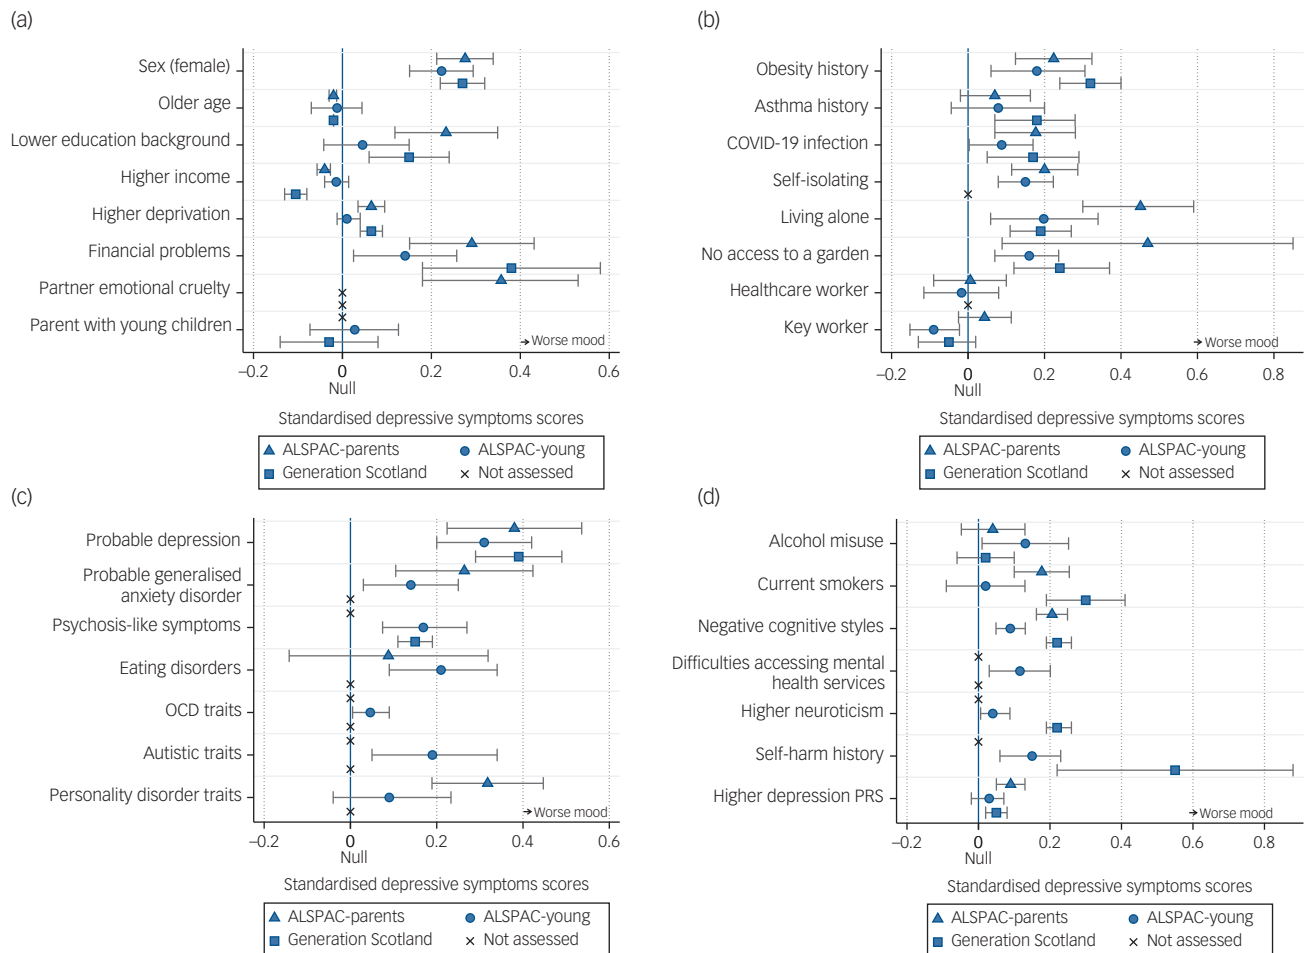 (a)
Sex (female)
Older age
Lower education background
Higher income
Higher deprivation
Financial problems
Partner emotional cruelty
Parent with young children
→ Worse mood
−0.2
0
0.2
0.4
0.6
Null
Standardised depressive symptoms scores
ALSPAC-parents
ALSPAC-young
Generation Scotland
Not assessed
(b)
Obesity history
Asthma history
COVID-19 infection
Self-isolating
Living alone
No access to a garden
Healthcare worker
Key worker
→ Worse mood
−0.2
0
0.2
0.4
0.6
0.8
Null
Standardised depressive symptoms scores
ALSPAC-parents
ALSPAC-young
Generation Scotland
Not assessed
(c)
Probable depression
Probable generalised
anxiety disorder
Psychosis-like symptoms
Eating disorders
OCD traits
Autistic traits
Personality disorder traits
→ Worse mood
−0.2
0
0.2
0.4
0.6
Null
Standardised depressive symptoms scores
ALSPAC-parents
ALSPAC-young
Generation Scotland
Not assessed
(d)
Alcohol misuse
Current smokers
Negative cognitive styles
Difficulties accessing mental
health services
Higher neuroticism
Self-harm history
Higher depression PRS
→ Worse mood
−0.2
0
0.2
0.4
0.6
0.8
Null
Standardised depressive symptoms scores
ALSPAC-parents
ALSPAC-young
Generation Scotland
Not assessed